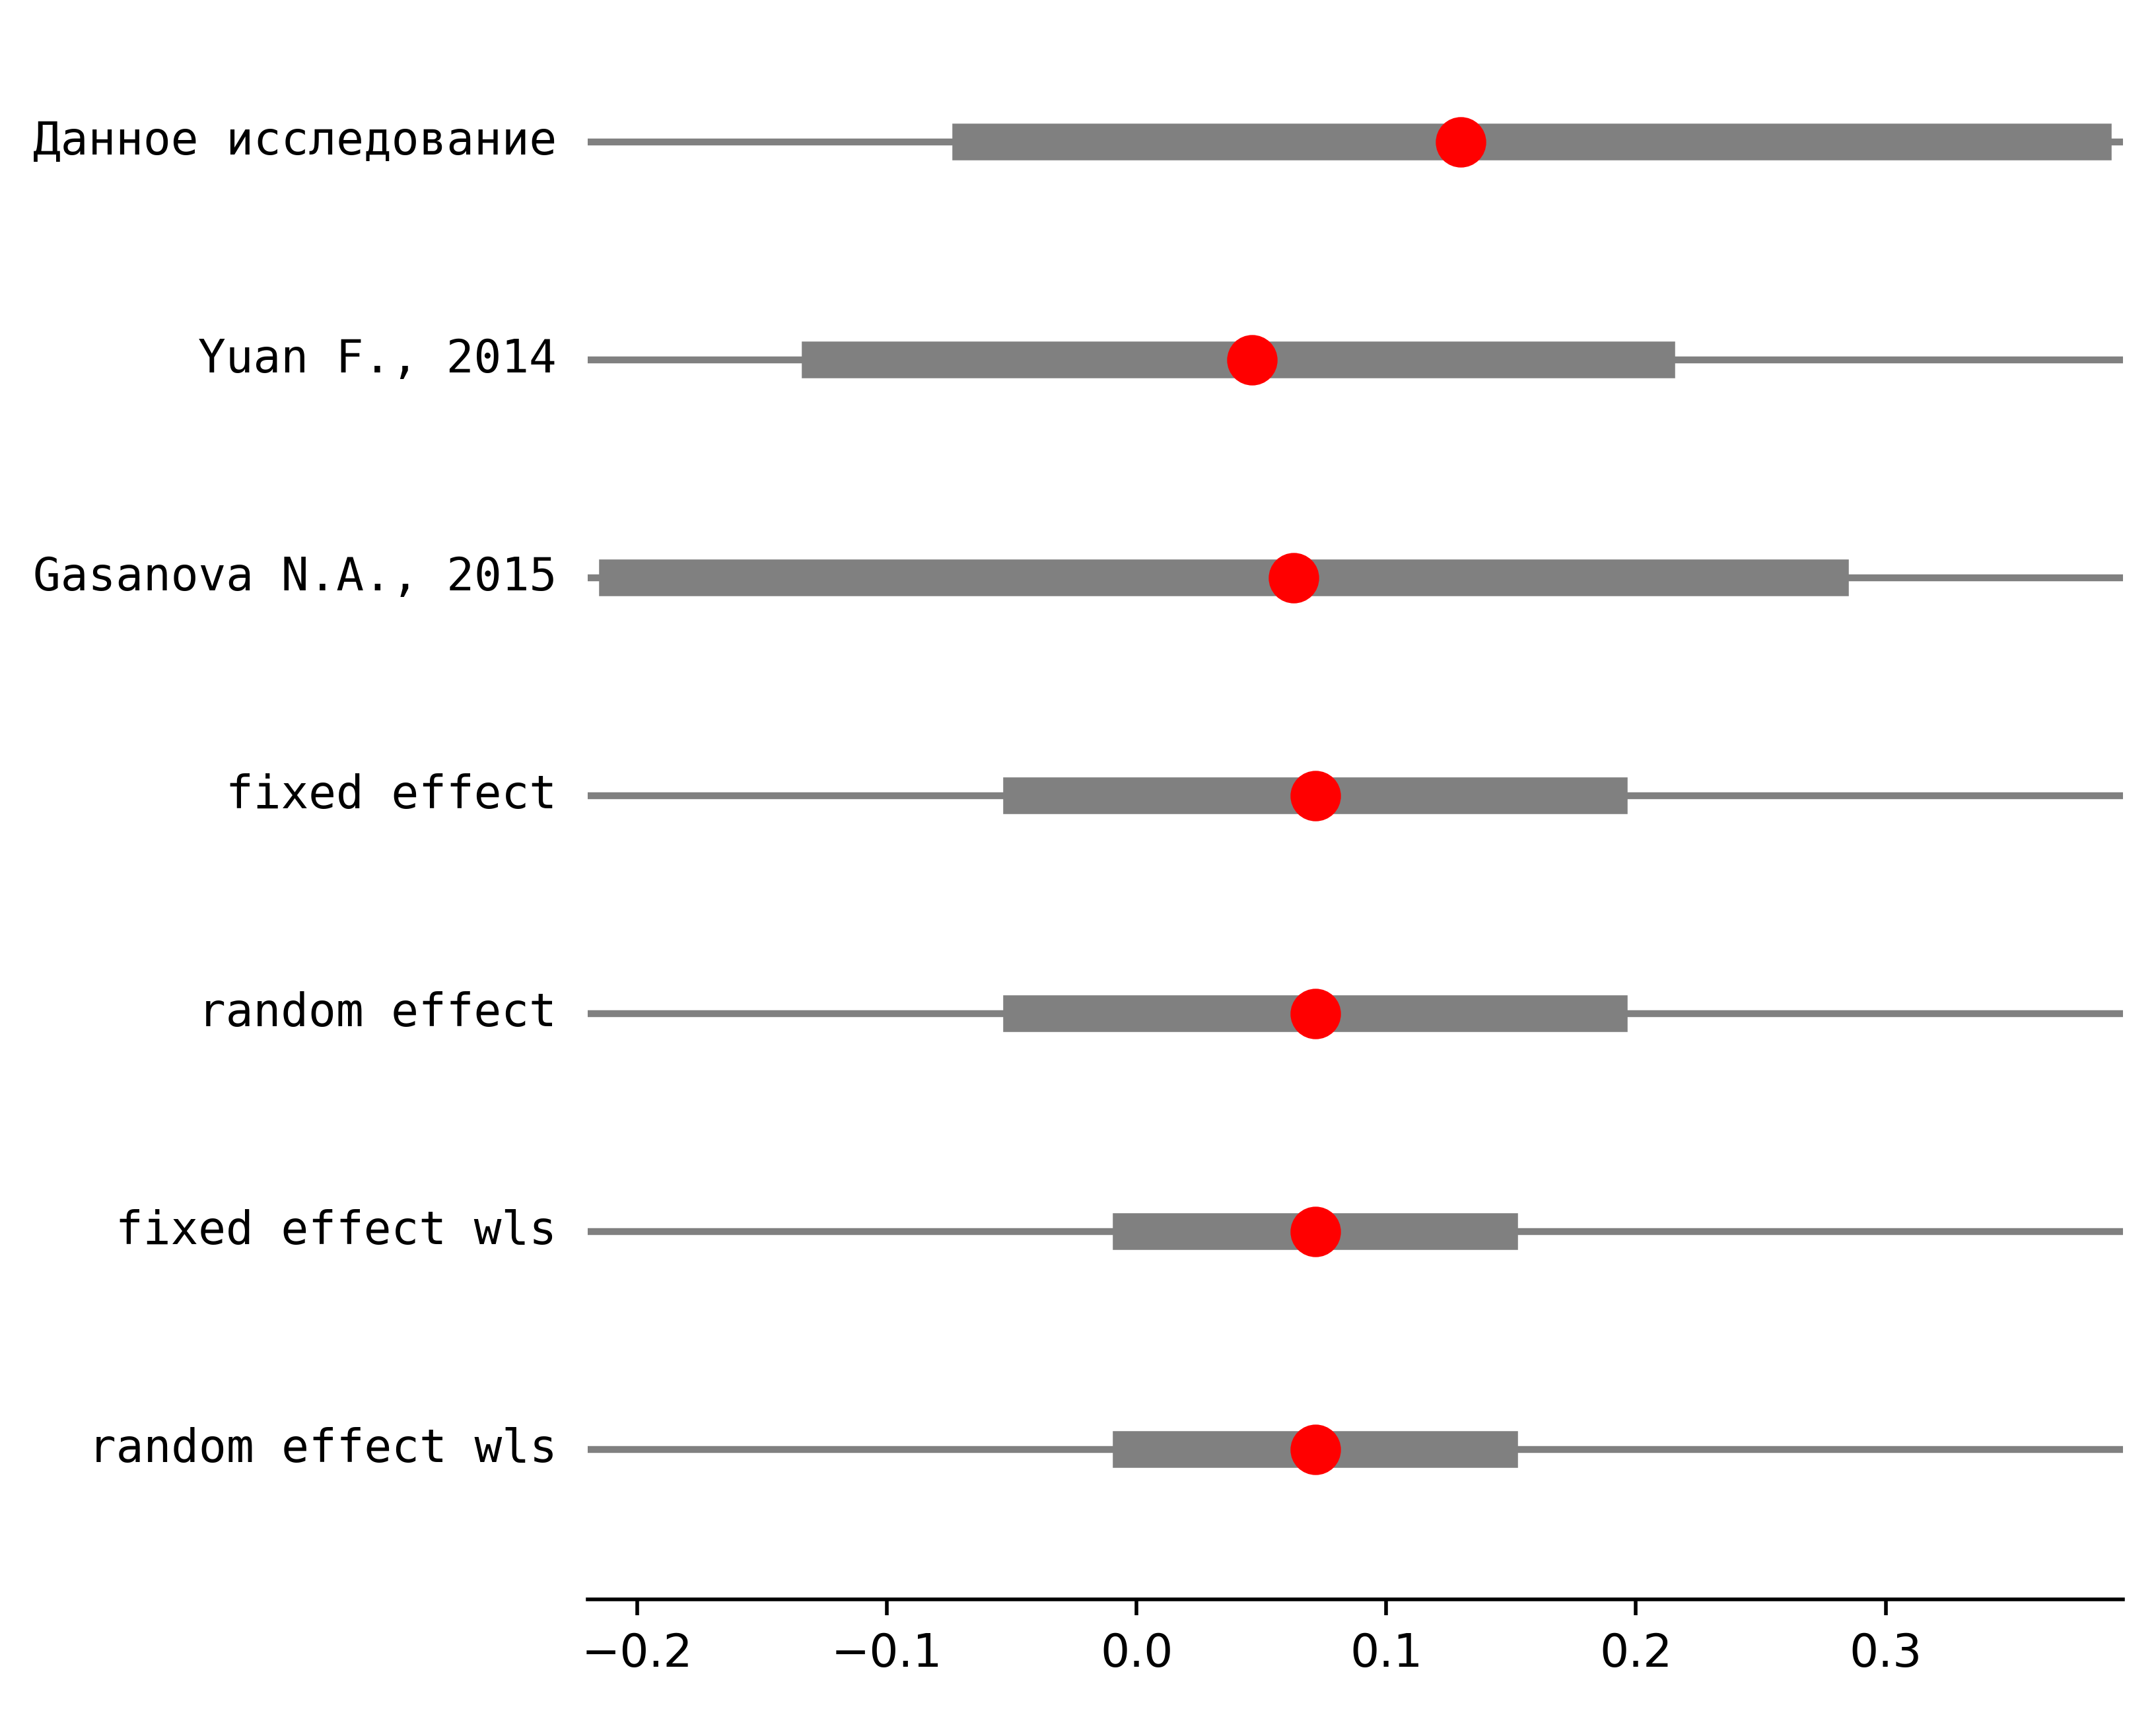 Данное исследование
Yuan F., 2014
Gasanova N.A., 2015
fixed effect
random effect
fixed effect wls
random effect wls
−0.2 −0.1 0.0 0.1 0.2 0.3